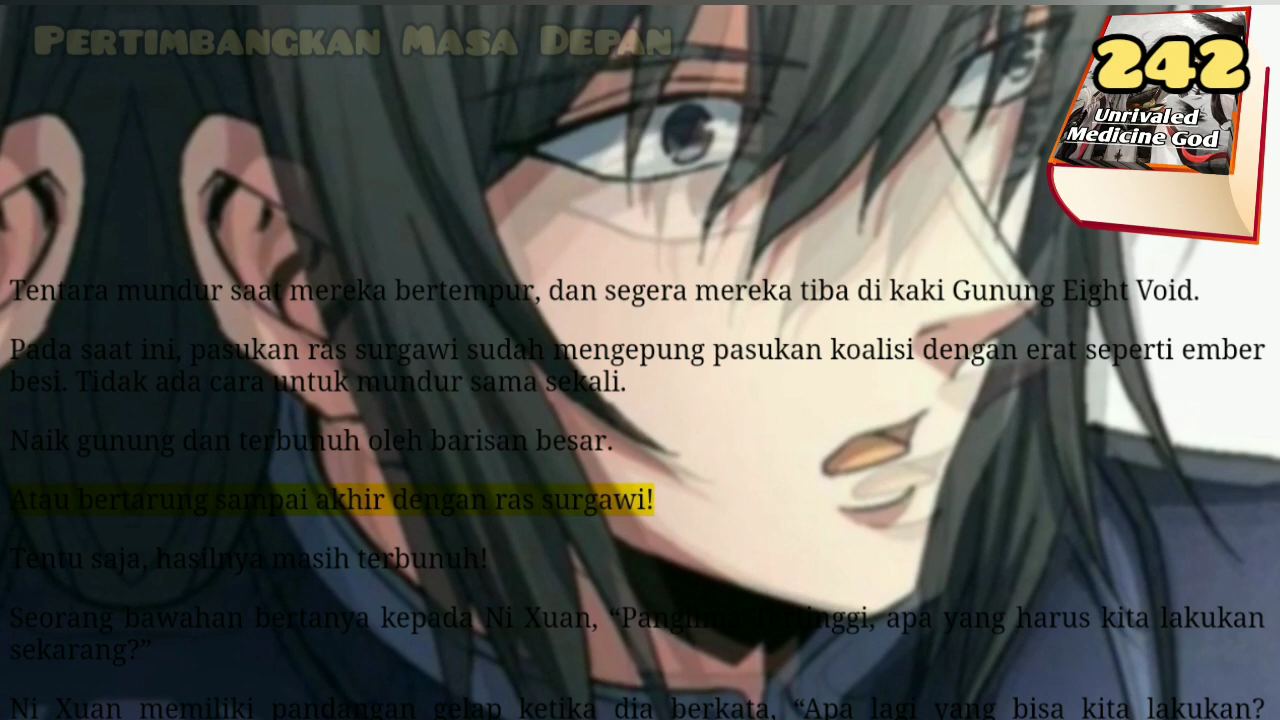 Pertimbangkan Masa Depan
242
Unrivaled
Medicine God
Tentara mundur saat mereka bertempur, dan segera mereka tiba di kaki Gunung Eight Void.
Pada saat ini, pasukan ras surgawi sudah mengepung pasukan koalisi dengan erat seperti ember
besi. Tidak ada cara untuk mundur sama sekali.
Naik gunung dan terbunuh oleh barisan besar.
Atau bertarung sampai akhir dengan ras surgawi!
Tentu saja, hasilnya masih terbunuh!
Seorang bawahan bertanya kepada Ni Xuan, “Panglima Tertinggi, apa yang harus kita lakukan
sekarang?”
Ni Xuan memiliki pandangan gelap ketika dia berkata, “Apa lagi yang bisa kita lakukan?